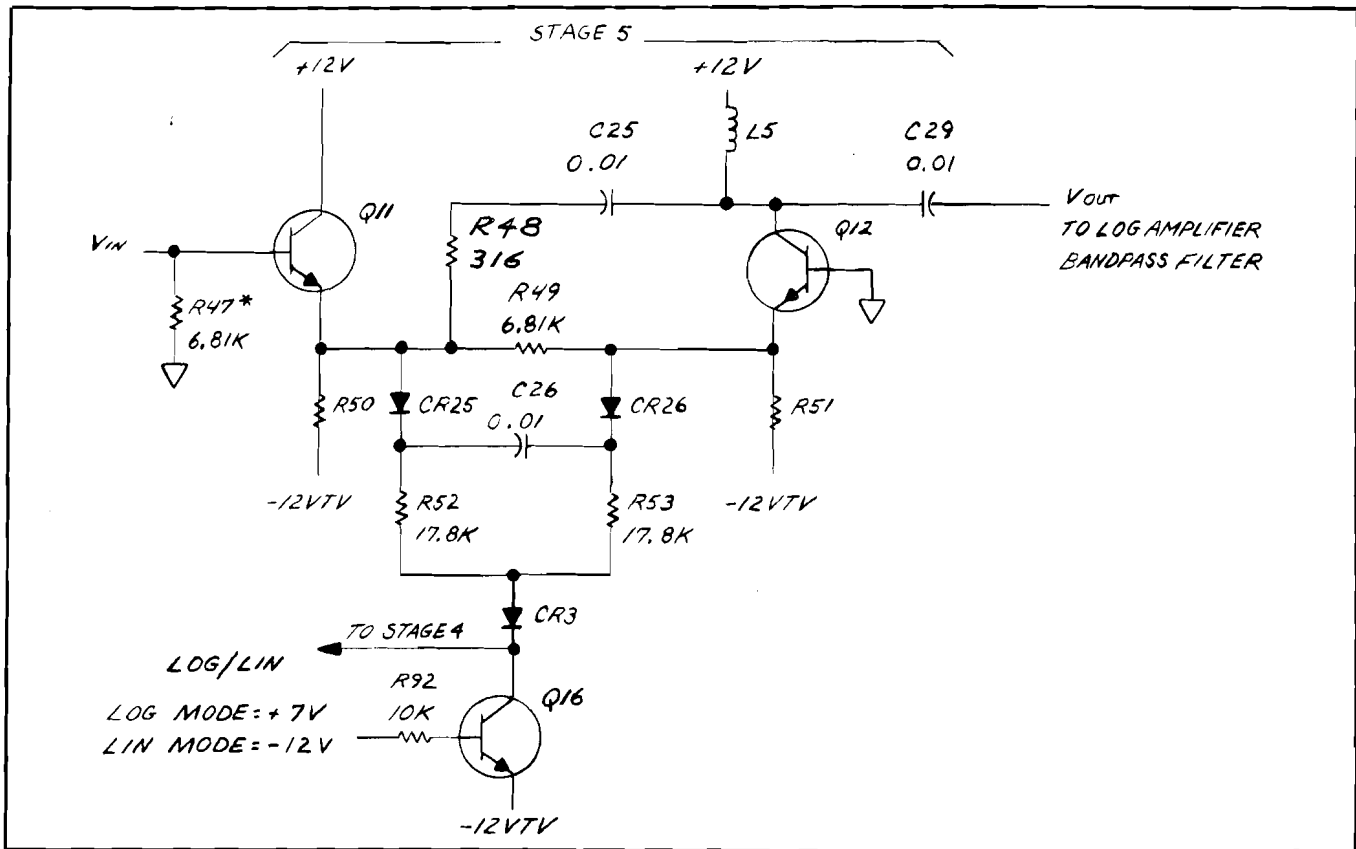 STAGE 5
+12V
+12V
C25
0.01
L5
C29
0.01
Q11
VIN
R47*
6.81K
R48
316
R49
6.81K
Q12
VOUT
TO LOG AMPLIFIER
BANDPASS FILTER
R50
CR25
C26
0.01
CR26
R51
-12VTV
R52
17.8K
R53
17.8K
-12VTV
CR3
TO STAGE 4
LOG/LIN
R92
10K
Q16
LOG MODE=+7V
LIN MODE=-12V
-12VTV